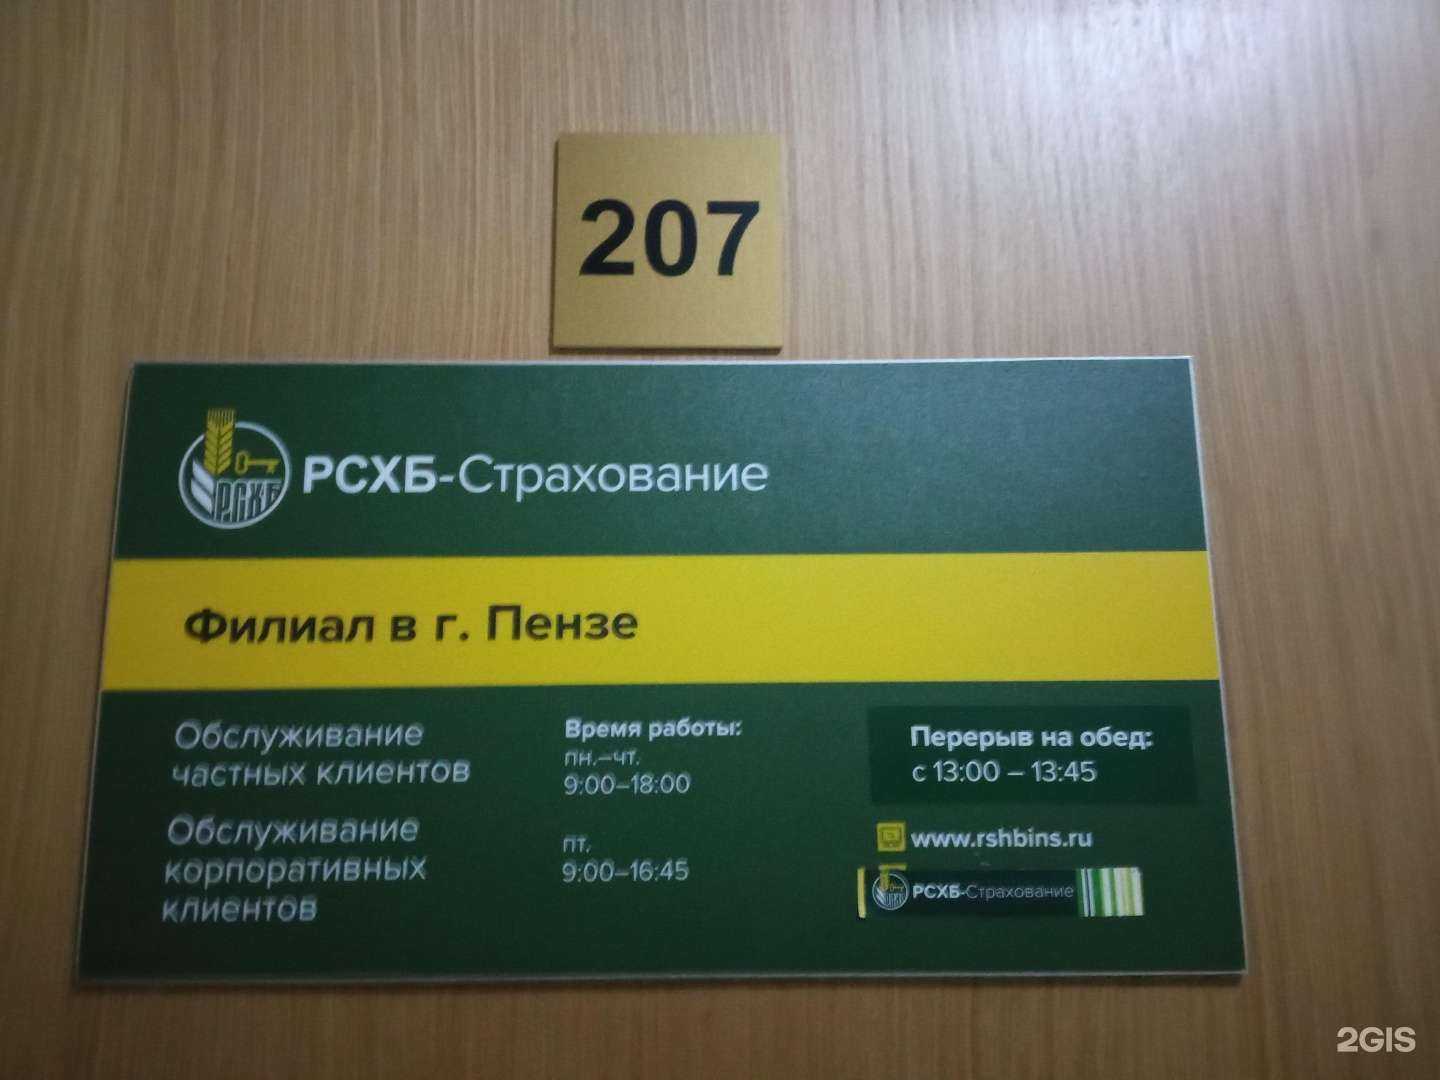 207
РСХБ
РСХБ-Страхование
Филиал в г. Пензе
Обслуживание
частных клиентов
Обслуживание
корпоративных
клиентов
Время работы:
пн.–чт.
9:00–18:00
пт.
9:00–16:45
Перерыв на обед:
с 13:00 – 13:45
www.rshbins.ru
РСХБ-Страхование
2GIS